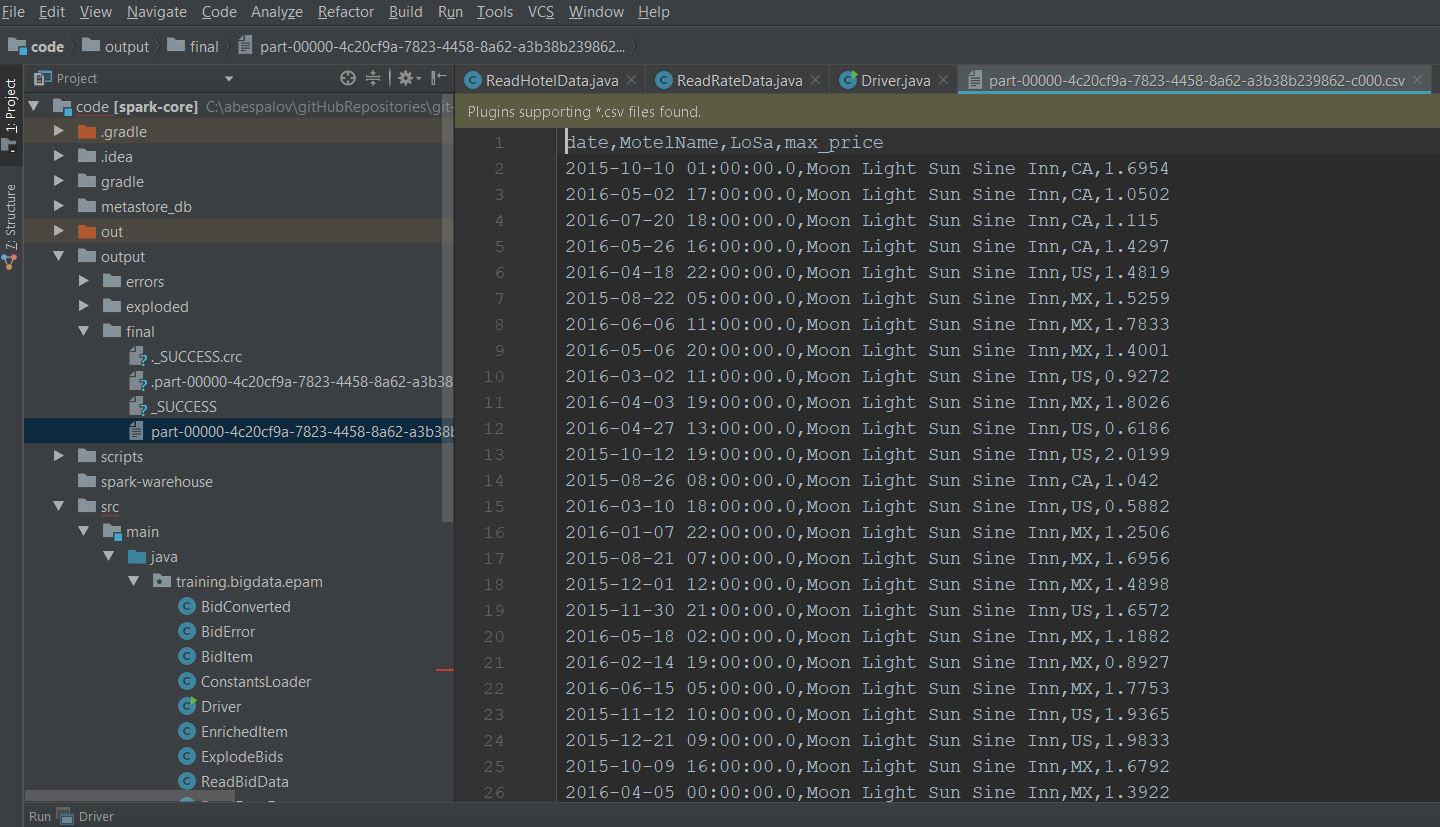 File Edit View Navigate Code Analyze Refactor Build Run Tools VCS Window Help
code output final part-00000-4c20cf9a-7823-4458-8a62-a3b38b239862...
1: Project
7: Structure
Project
code [spark-core] C:\abespalov\gitHubRepositories\git-
.gradle
.idea
gradle
metastore_db
out
output
errors
exploded
final
._SUCCESS.crc
.part-00000-4c20cf9a-7823-4458-8a62-a3b38
_SUCCESS
part-00000-4c20cf9a-7823-4458-8a62-a3b38b
scripts
spark-warehouse
src
main
java
training.bigdata.epam
BidConverted
BidError
BidItem
ConstantsLoader
Driver
EnrichedItem
ExplodeBids
ReadBidData
ReadHotelData.java ReadRateData.java Driver.java part-00000-4c20cf9a-7823-4458-8a62-a3b38b239862-c000.csv
Plugins supporting *.csv files found.
1 date,MotelName,LoSa,max_price
2 2015-10-10 01:00:00.0,Moon Light Sun Sine Inn,CA,1.6954
3 2016-05-02 17:00:00.0,Moon Light Sun Sine Inn,CA,1.0502
4 2016-07-20 18:00:00.0,Moon Light Sun Sine Inn,CA,1.115
5 2016-05-26 16:00:00.0,Moon Light Sun Sine Inn,CA,1.4297
6 2016-04-18 22:00:00.0,Moon Light Sun Sine Inn,US,1.4819
7 2015-08-22 05:00:00.0,Moon Light Sun Sine Inn,MX,1.5259
8 2016-06-06 11:00:00.0,Moon Light Sun Sine Inn,MX,1.7833
9 2016-05-06 20:00:00.0,Moon Light Sun Sine Inn,MX,1.4001
10 2016-03-02 11:00:00.0,Moon Light Sun Sine Inn,US,0.9272
11 2016-04-03 19:00:00.0,Moon Light Sun Sine Inn,MX,1.8026
12 2016-04-27 13:00:00.0,Moon Light Sun Sine Inn,US,0.6186
13 2015-10-12 19:00:00.0,Moon Light Sun Sine Inn,US,2.0199
14 2015-08-26 08:00:00.0,Moon Light Sun Sine Inn,CA,1.042
15 2016-03-10 18:00:00.0,Moon Light Sun Sine Inn,US,0.5882
16 2016-01-07 22:00:00.0,Moon Light Sun Sine Inn,MX,1.2506
17 2015-08-21 07:00:00.0,Moon Light Sun Sine Inn,MX,1.6956
18 2015-12-01 12:00:00.0,Moon Light Sun Sine Inn,MX,1.4898
19 2015-11-30 21:00:00.0,Moon Light Sun Sine Inn,US,1.6572
20 2016-05-18 02:00:00.0,Moon Light Sun Sine Inn,MX,1.1882
21 2016-02-14 19:00:00.0,Moon Light Sun Sine Inn,MX,0.8927
22 2016-06-15 05:00:00.0,Moon Light Sun Sine Inn,MX,1.7753
23 2015-11-12 10:00:00.0,Moon Light Sun Sine Inn,US,1.9365
24 2015-12-21 09:00:00.0,Moon Light Sun Sine Inn,US,1.9833
25 2015-10-09 16:00:00.0,Moon Light Sun Sine Inn,MX,1.6792
26 2016-04-05 00:00:00.0,Moon Light Sun Sine Inn,MX,1.3922
Run Driver